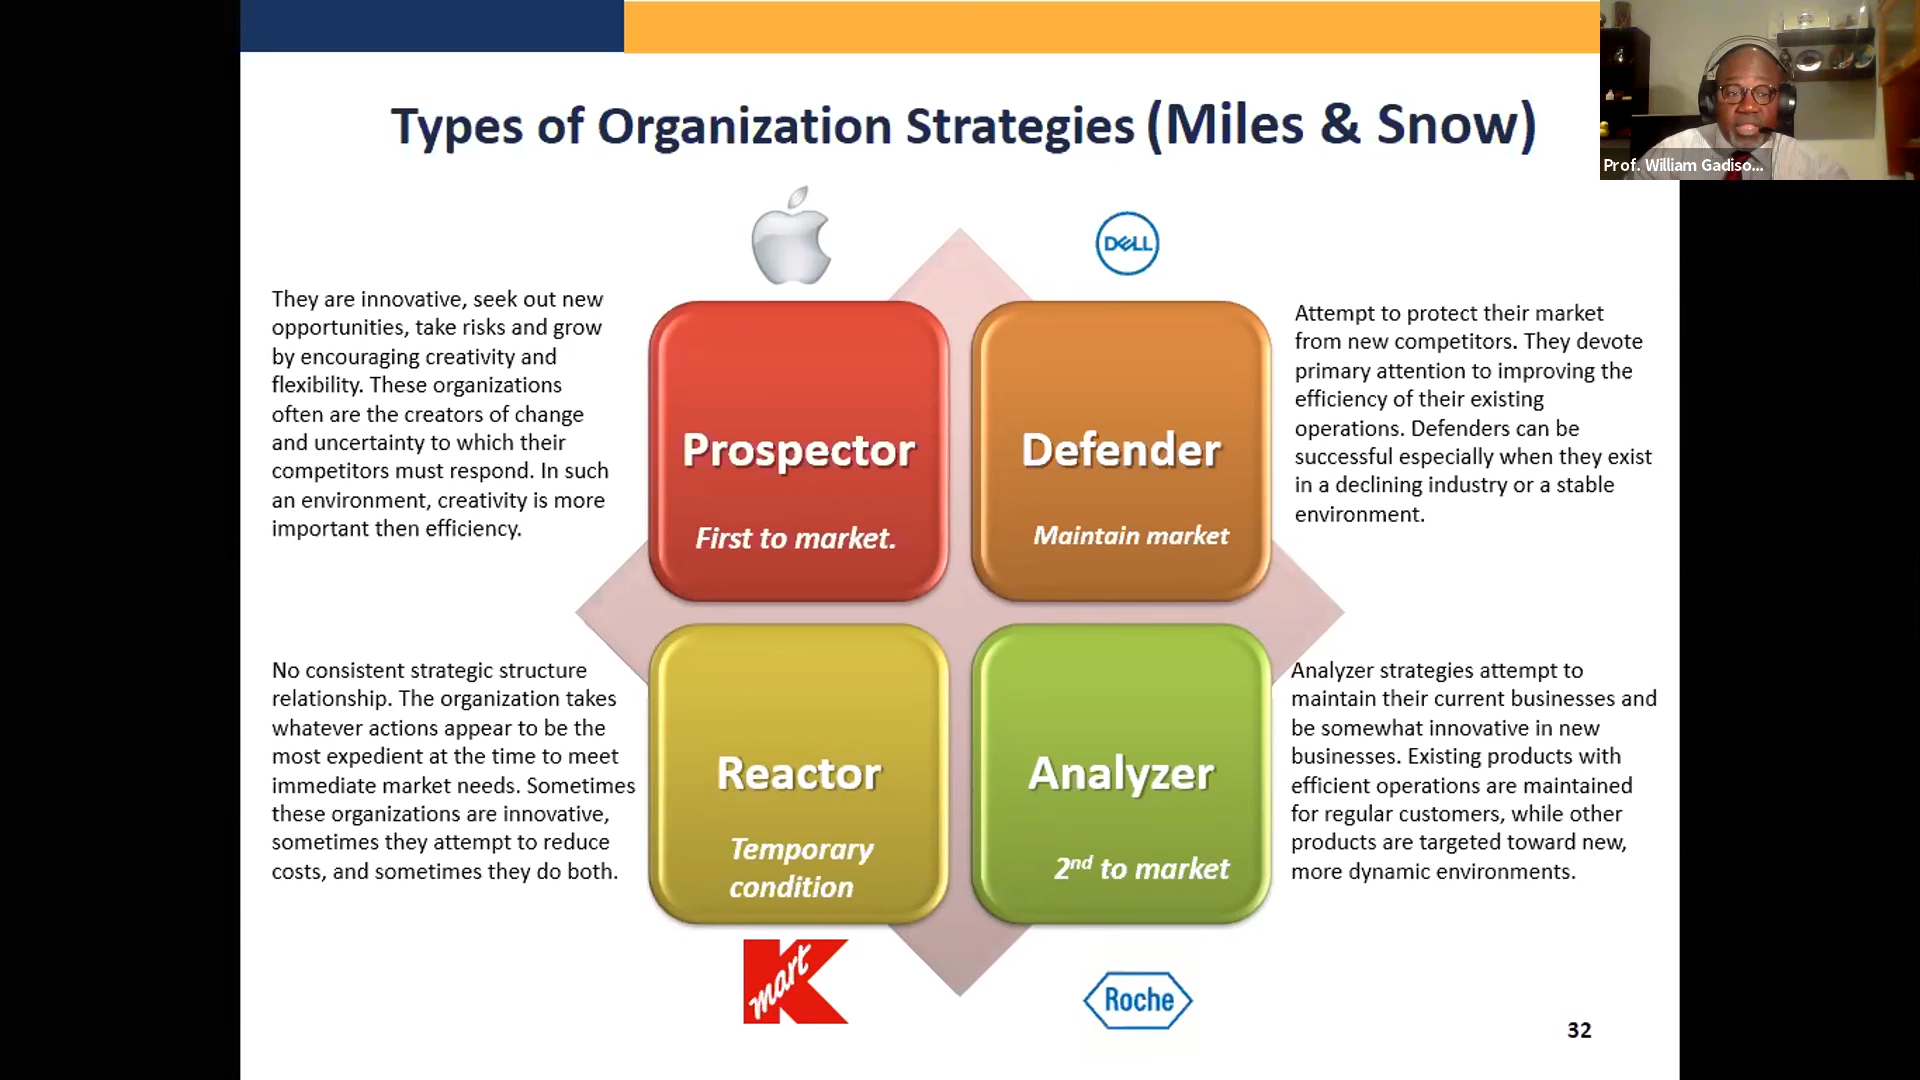 Types of Organization Strategies (Miles & Snow)
Prof. William Gadiso...
DELL
They are innovative, seek out new
opportunities, take risks and grow
by encouraging creativity and
flexibility. These organizations
often are the creators of change
and uncertainty to which their
competitors must respond. In such
an environment, creativity is more
important then efficiency.
Prospector
First to market.
Defender
Maintain market
Attempt to protect their market
from new competitors. They devote
primary attention to improving the
efficiency of their existing
operations. Defenders can be
successful especially when they exist
in a declining industry or a stable
environment.
No consistent strategic structure
relationship. The organization takes
whatever actions appear to be the
most expedient at the time to meet
immediate market needs. Sometimes
these organizations are innovative,
sometimes they attempt to reduce
costs, and sometimes they do both.
Reactor
Temporary
condition
Analyzer
2nd to market
Analyzer strategies attempt to
maintain their current businesses and
be somewhat innovative in new
businesses. Existing products with
efficient operations are maintained
for regular customers, while other
products are targeted toward new,
more dynamic environments.
Kmart
Roche
32